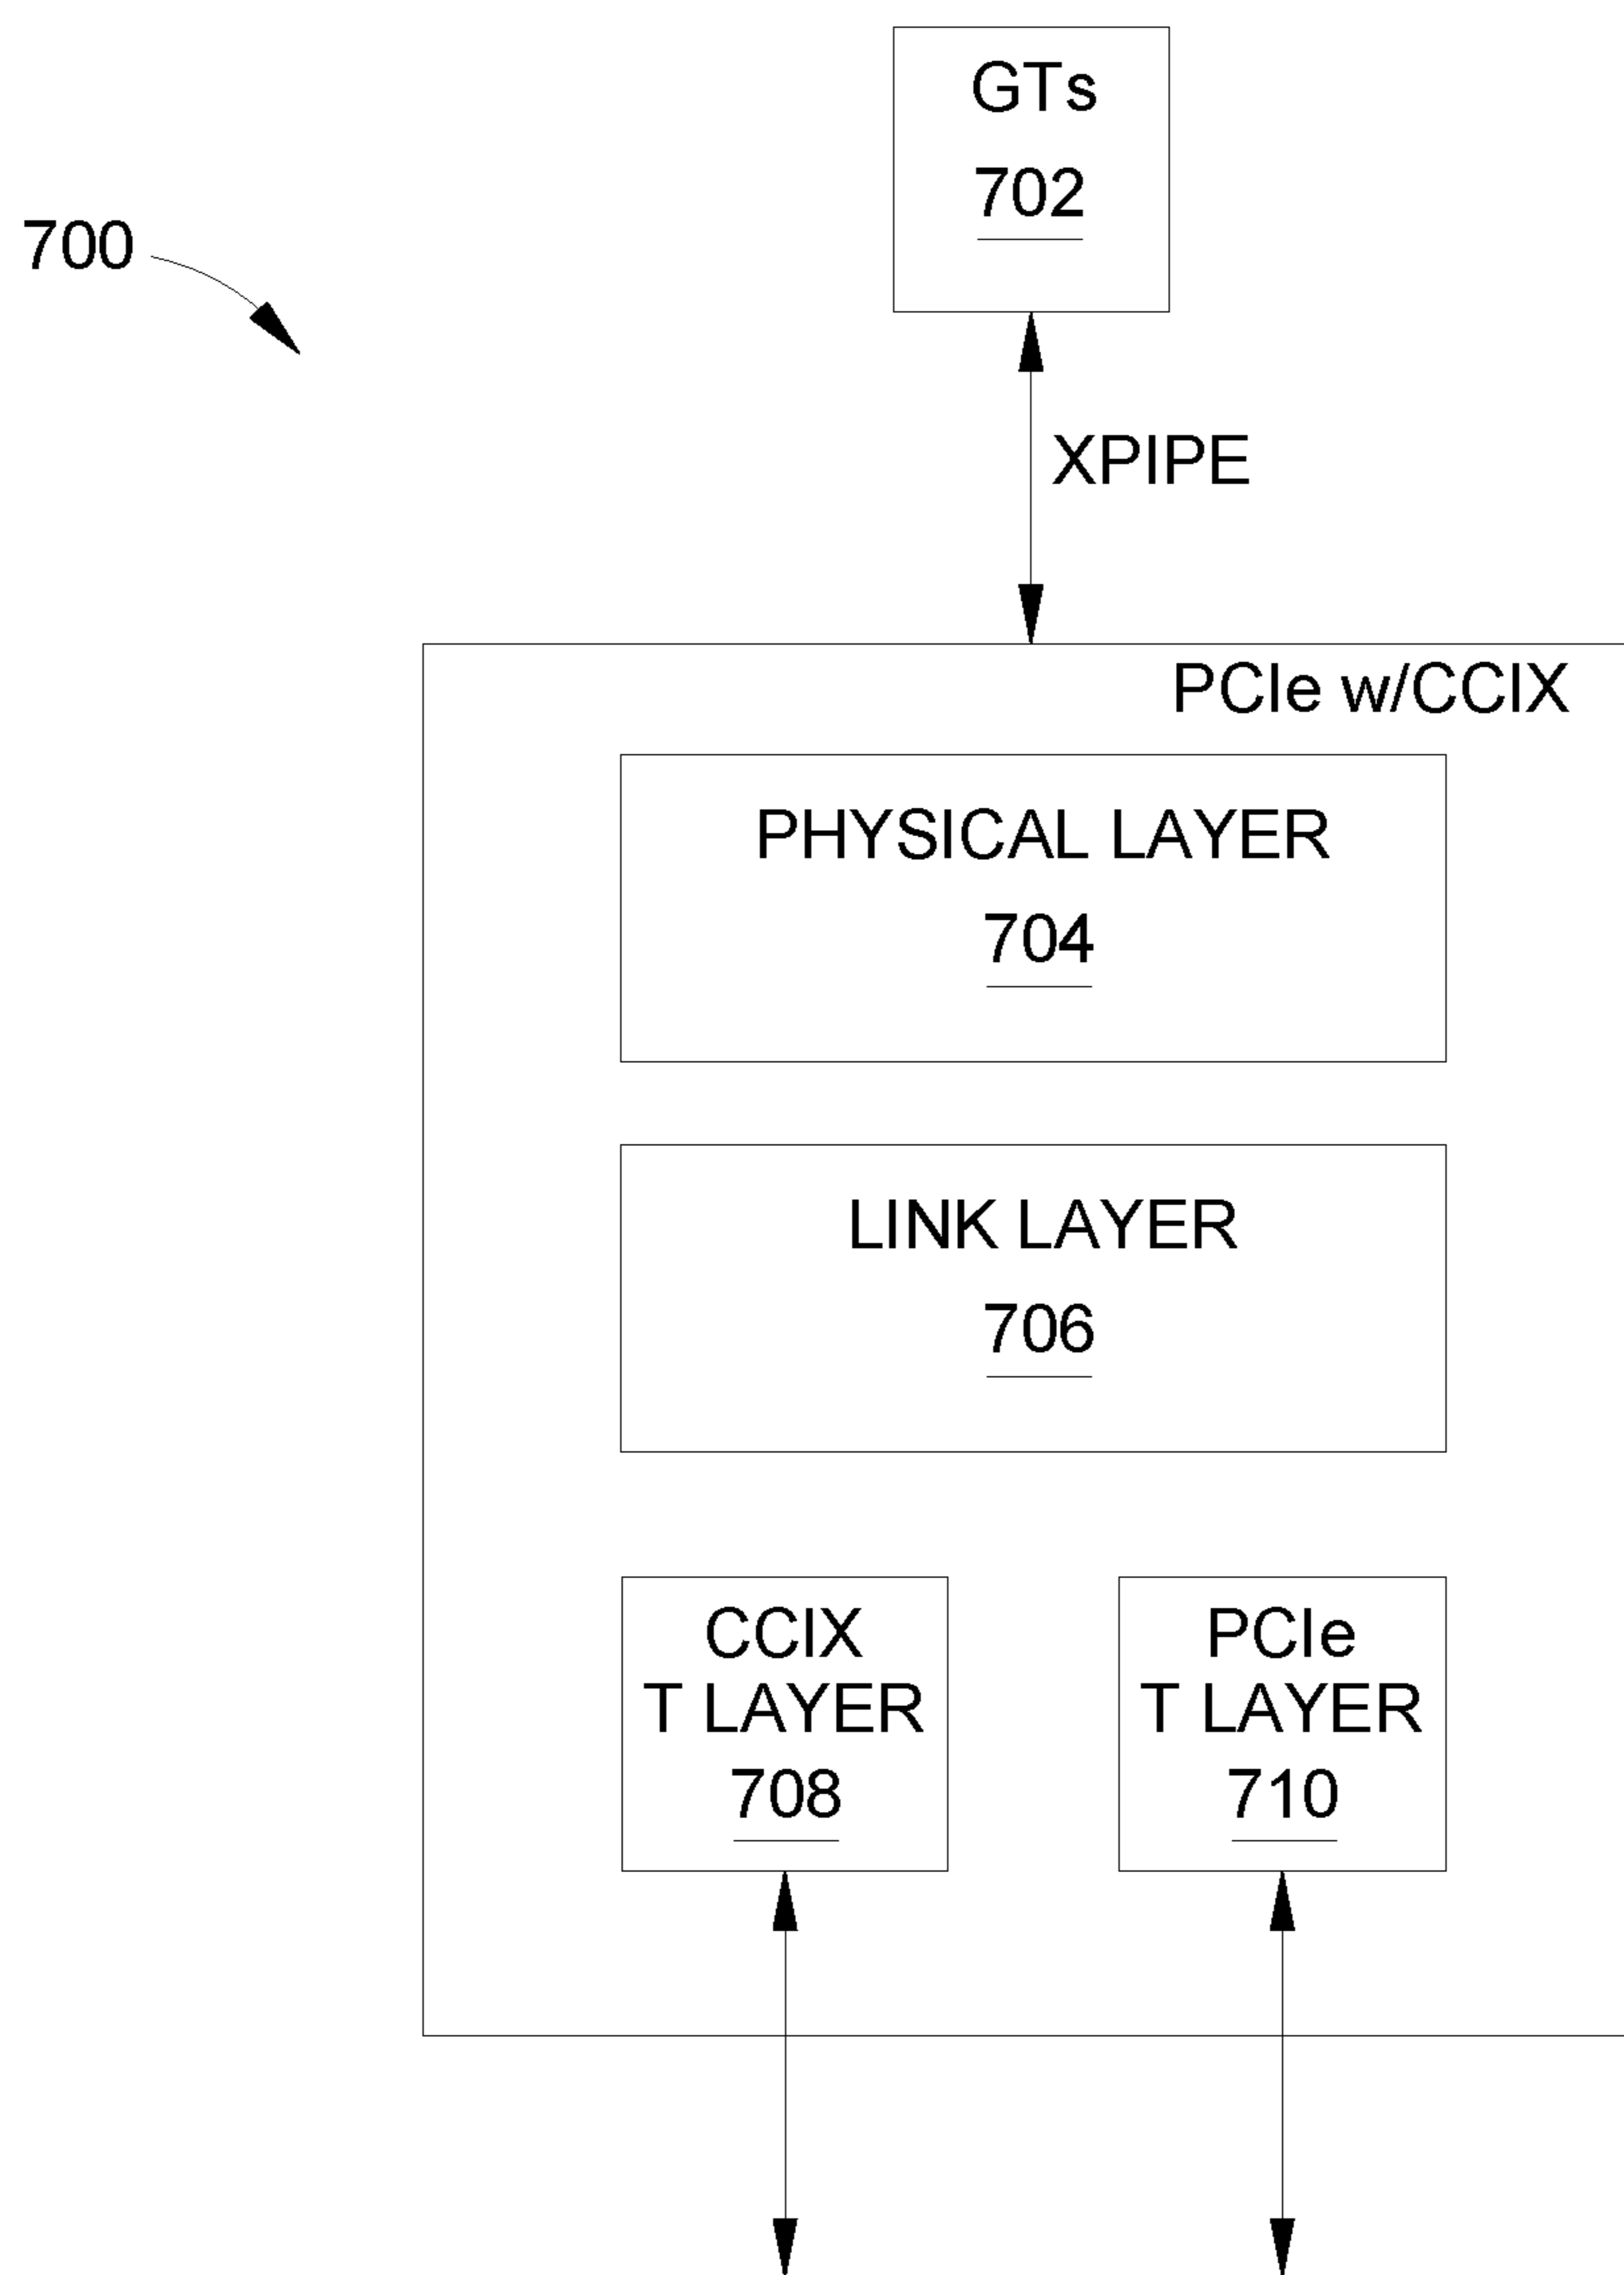 GTs
702
700
XPIPE
PCIe w/CCIX
PHYSICAL LAYER
704
LINK LAYER
706
CCIX
T LAYER
708
PCIe
T LAYER
710